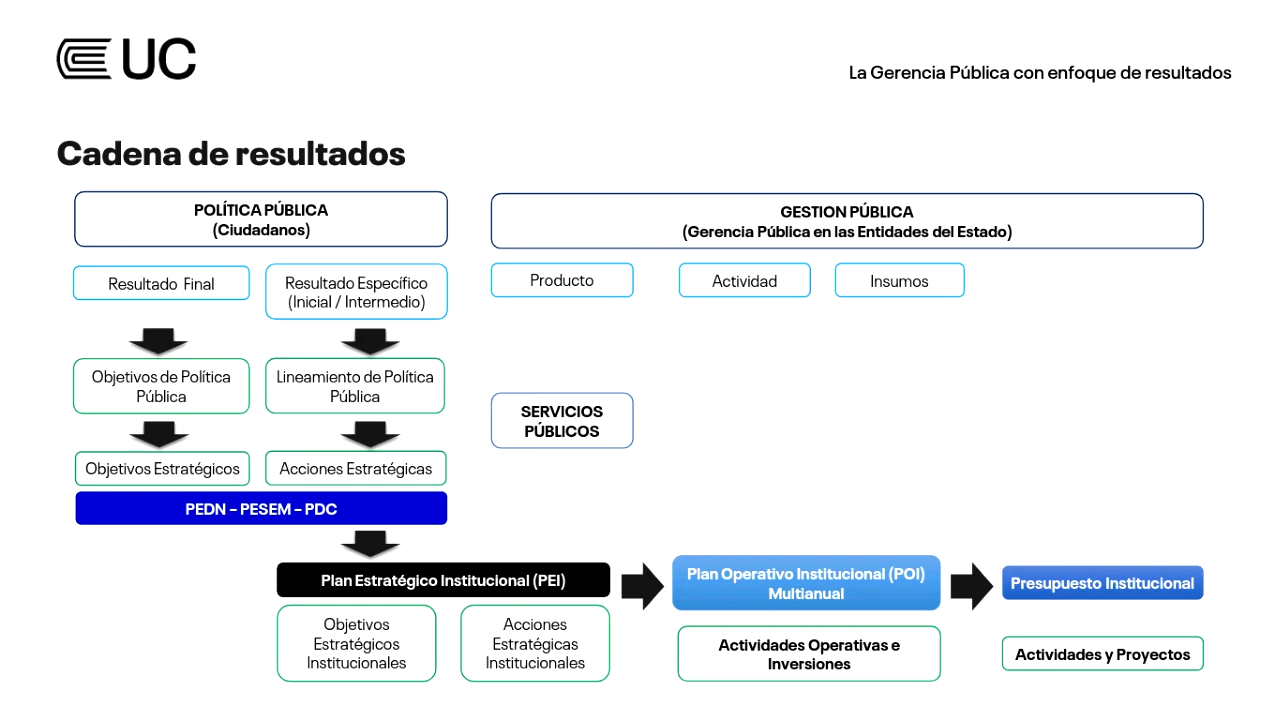 UC
La Gerencia Pública con enfoque de resultados
Cadena de resultados
POLÍTICA PÚBLICA
(Ciudadanos)
GESTION PÚBLICA
(Gerencia Pública en las Entidades del Estado)
Resultado Final
Resultado Específico
(Inicial / Intermedio)
Producto
Actividad
Insumos
Objetivos de Política
Pública
Lineamiento de Política
Pública
SERVICIOS
PÚBLICOS
Objetivos Estratégicos
Acciones Estratégicas
PEDN – PESEM – PDC
Plan Estratégico Institucional (PEI)
Plan Operativo Institucional (POI)
Multianual
Presupuesto Institucional
Objetivos
Estratégicos
Institucionales
Acciones
Estratégicas
Institucionales
Actividades Operativas e
Inversiones
Actividades y Proyectos